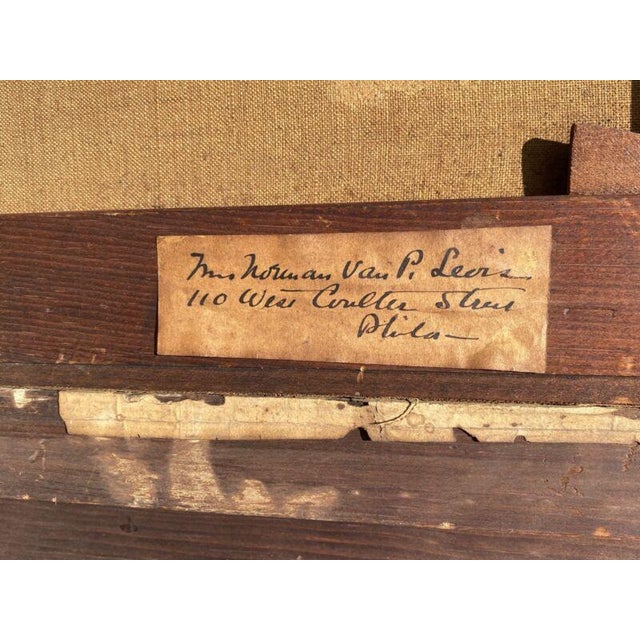 Mrs Norman Van P. Levis
110 West Coulter Street
Phila—